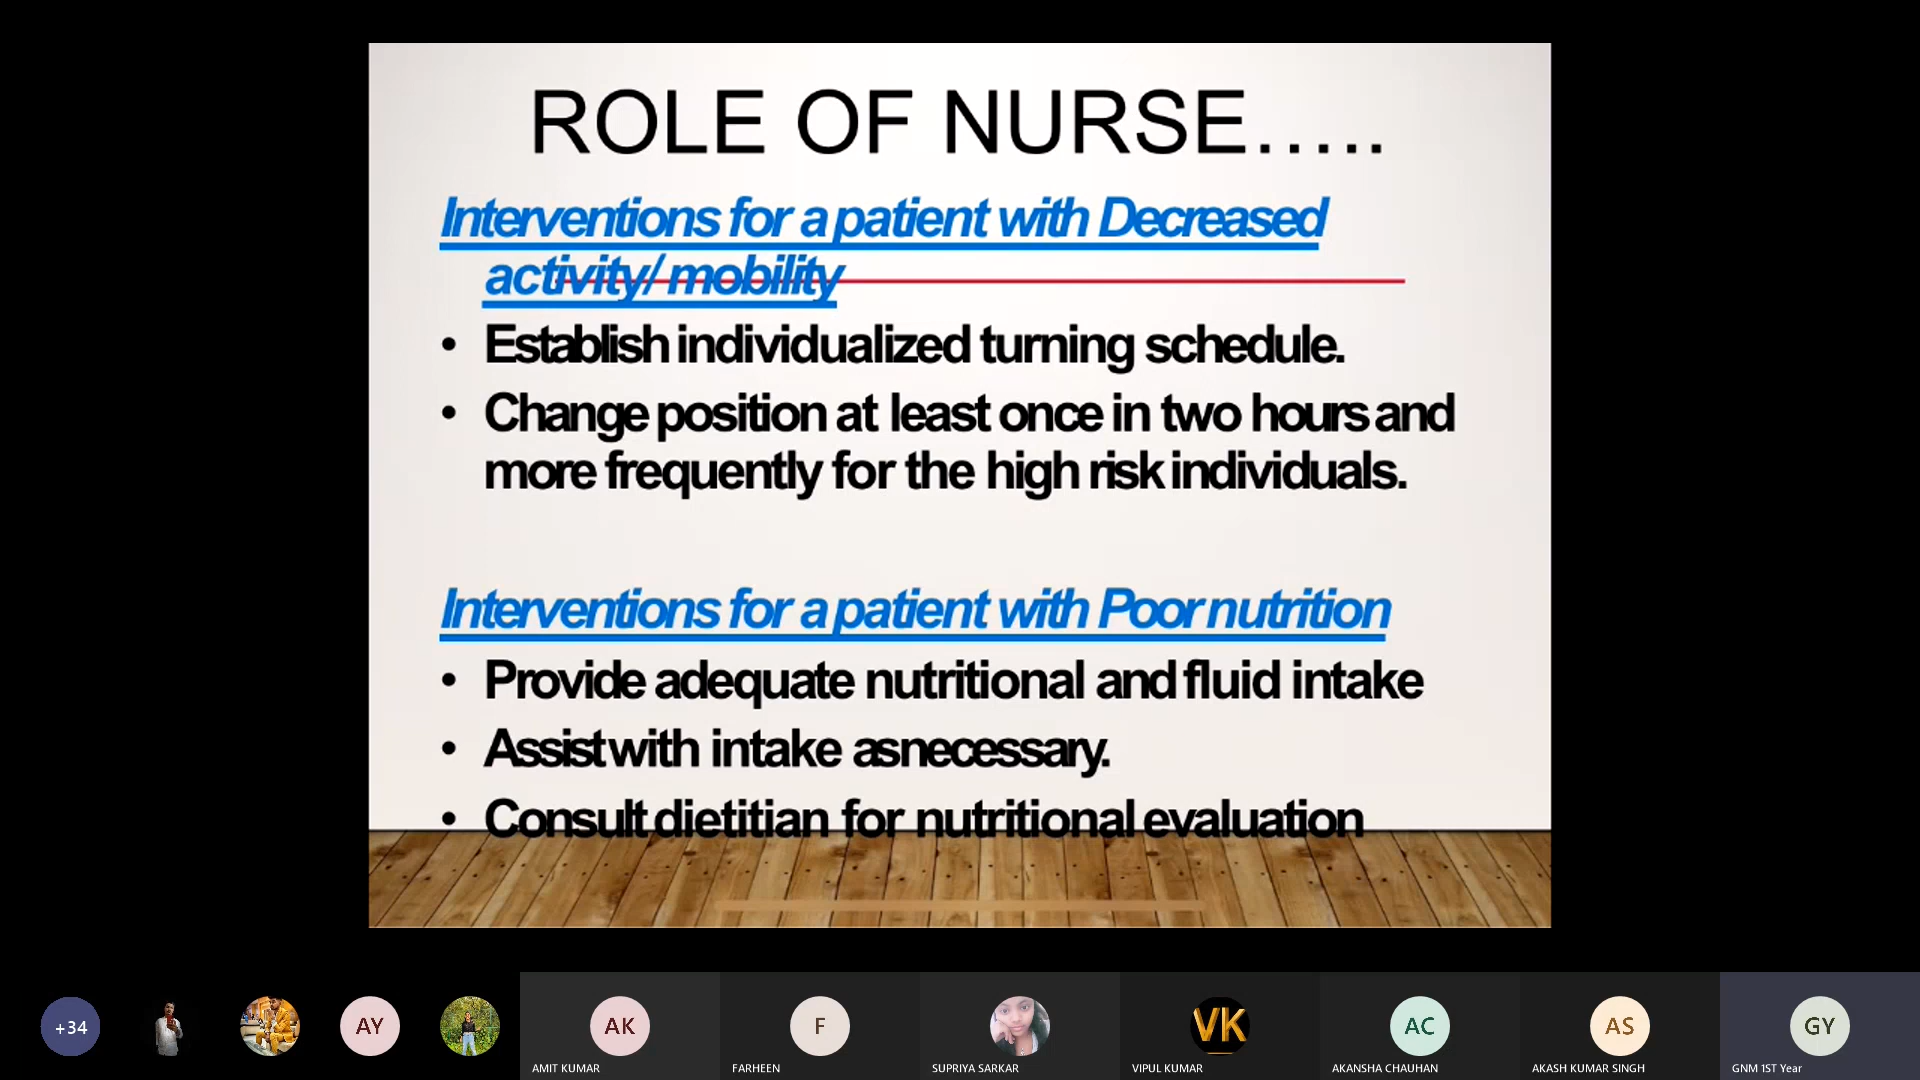 ROLE OF NURSE.....
Interventions for a patient with Decreased
activity/ mobility
• Establish individualized turning schedule.
• Change position at least once in two hours and
more frequently for the high risk individuals.
Interventions for a patient with Poor nutrition
• Provide adequate nutritional and fluid intake
• Assist with intake as necessary.
• Consult dietitian for nutritional evaluation
+34
AY
AK
F
VK
AC
AS
GY
AMIT KUMAR
FARHEEN
SUPRIYA SARKAR
VIPUL KUMAR
AKANSHA CHAUHAN
AKASH KUMAR SINGH
GNM 1ST Year